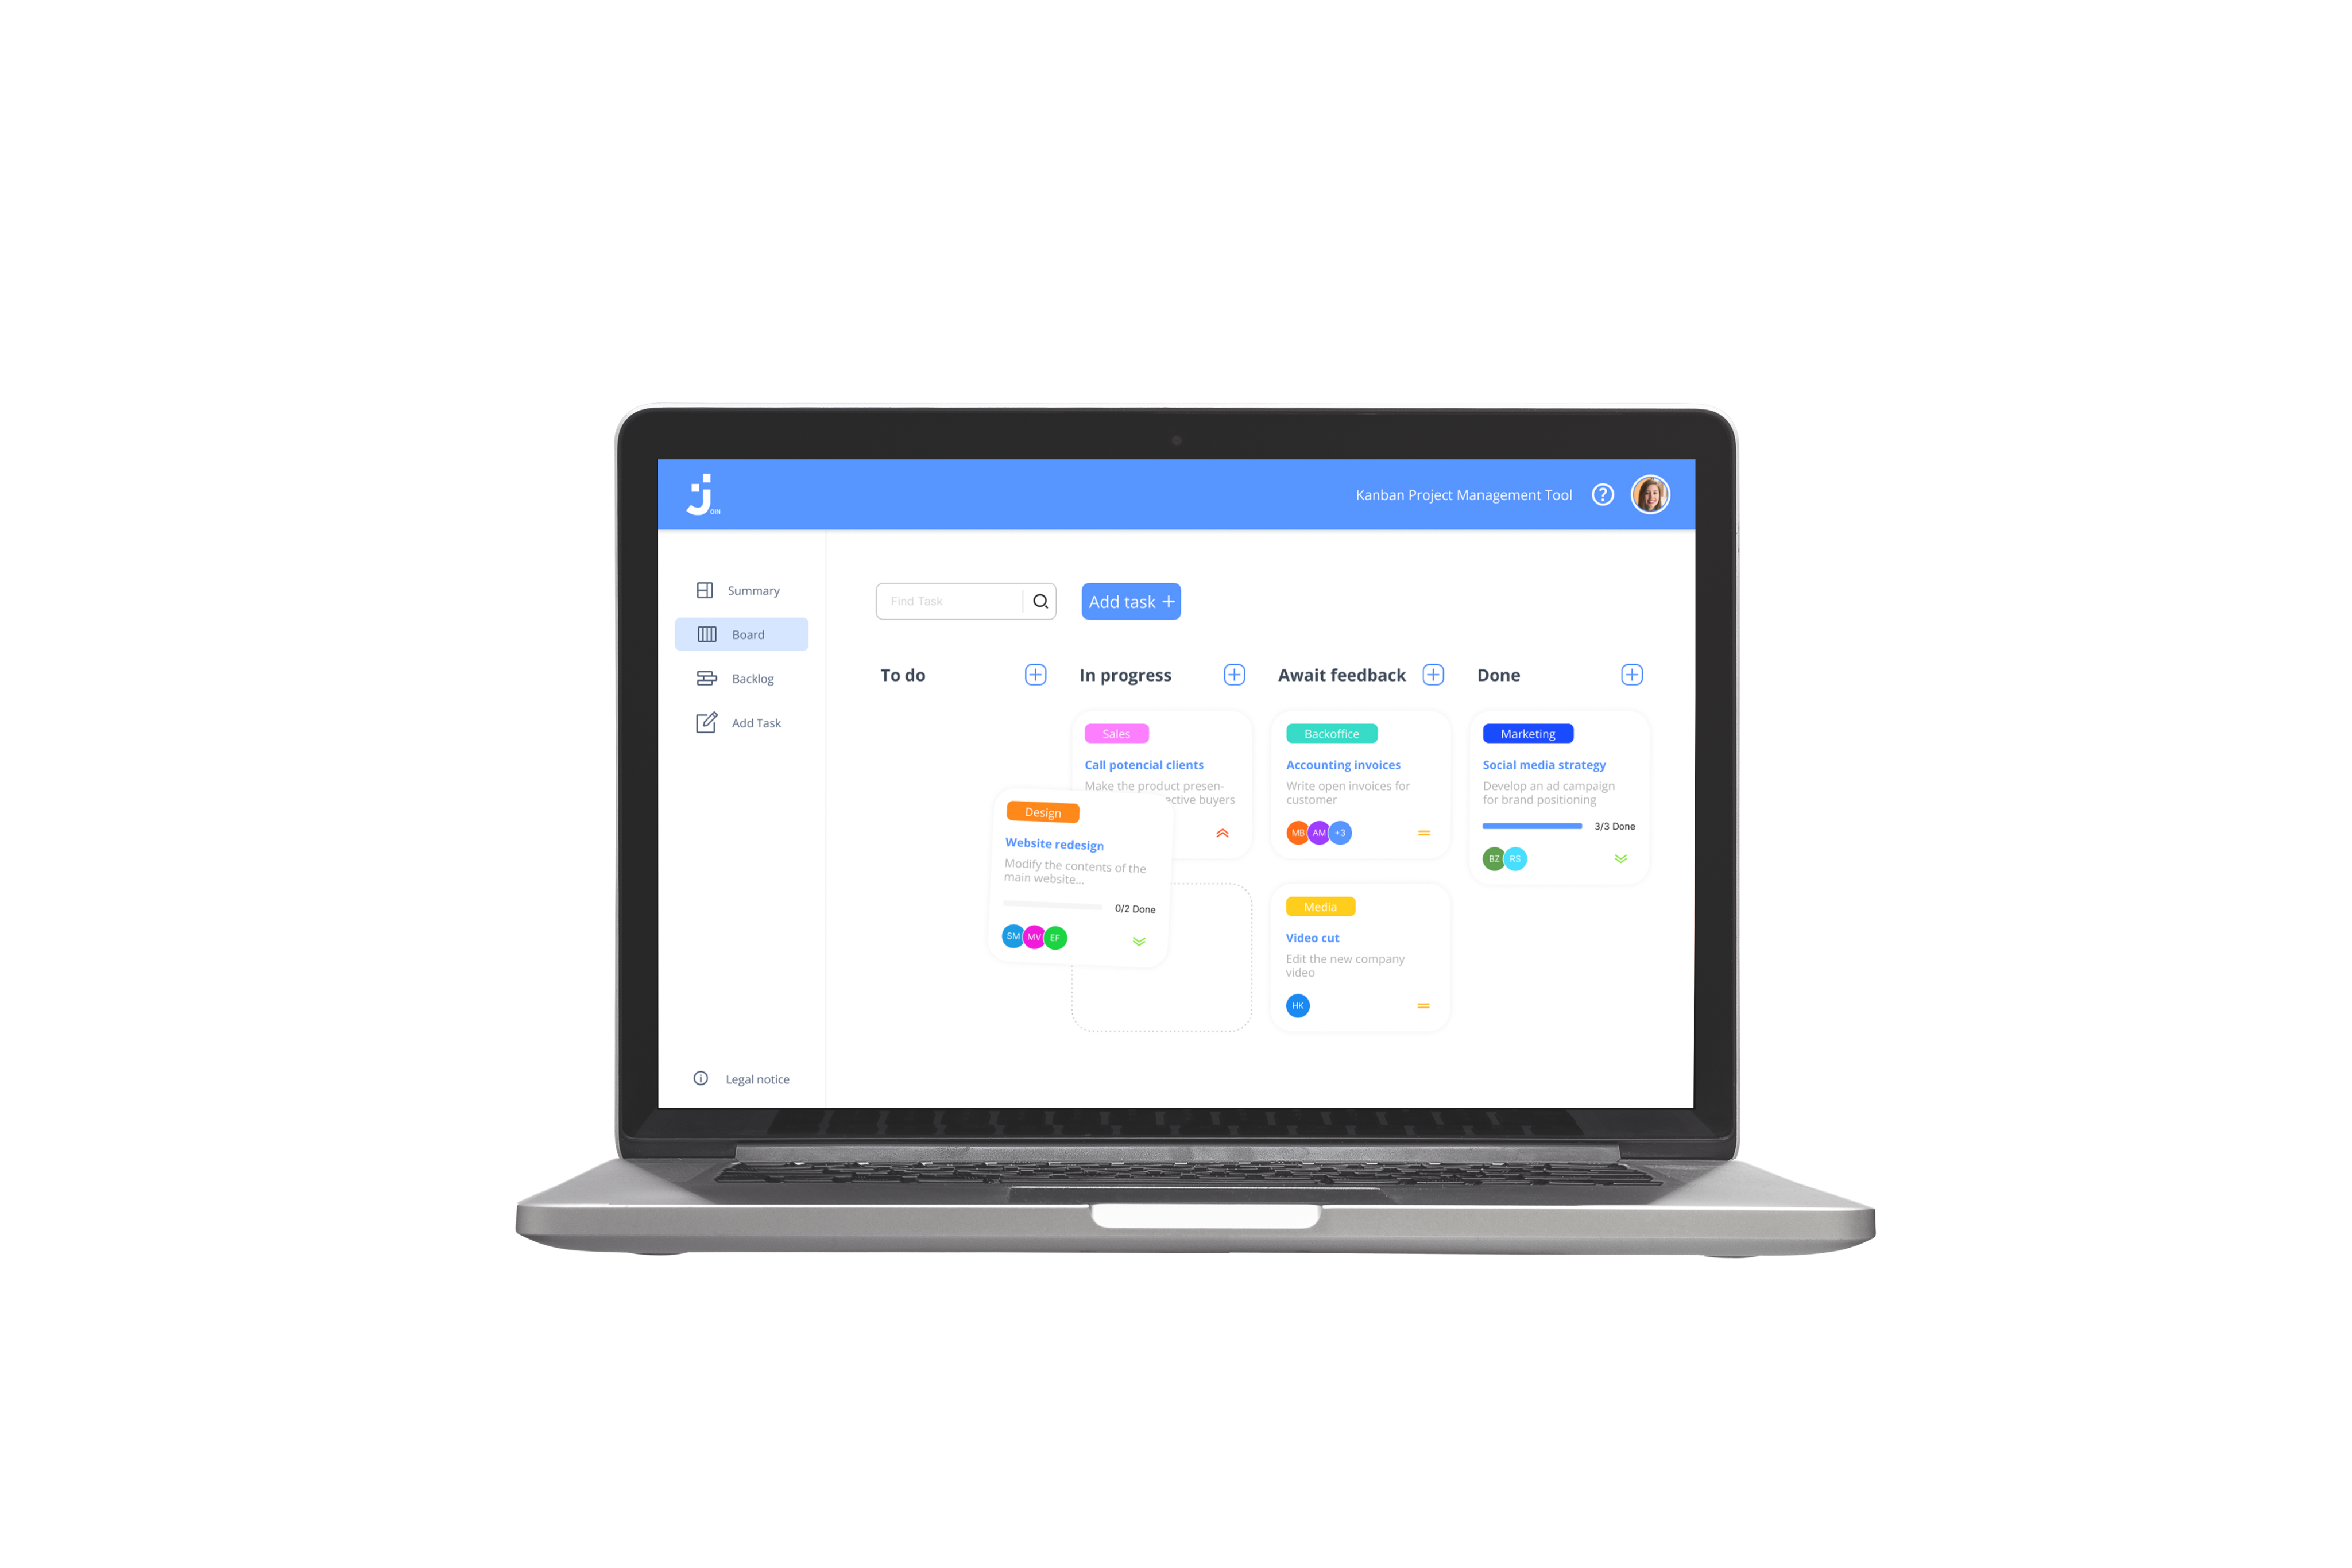 J
OIN
Kanban Project Management Tool
?
Summary
Board
Backlog
Add Task
Legal notice
Find Task
Add task +
To do
In progress
Await feedback
Done
Design
Website redesign
Modify the contents of the
main website...
0/2 Done
SM MV EF
Sales
Call potencial clients
Make the product presen-
ective buyers
Backoffice
Accounting invoices
Write open invoices for
customer
MB AM +3
Media
Video cut
Edit the new company
video
HK
Marketing
Social media strategy
Develop an ad campaign
for brand positioning
3/3 Done
BZ RS